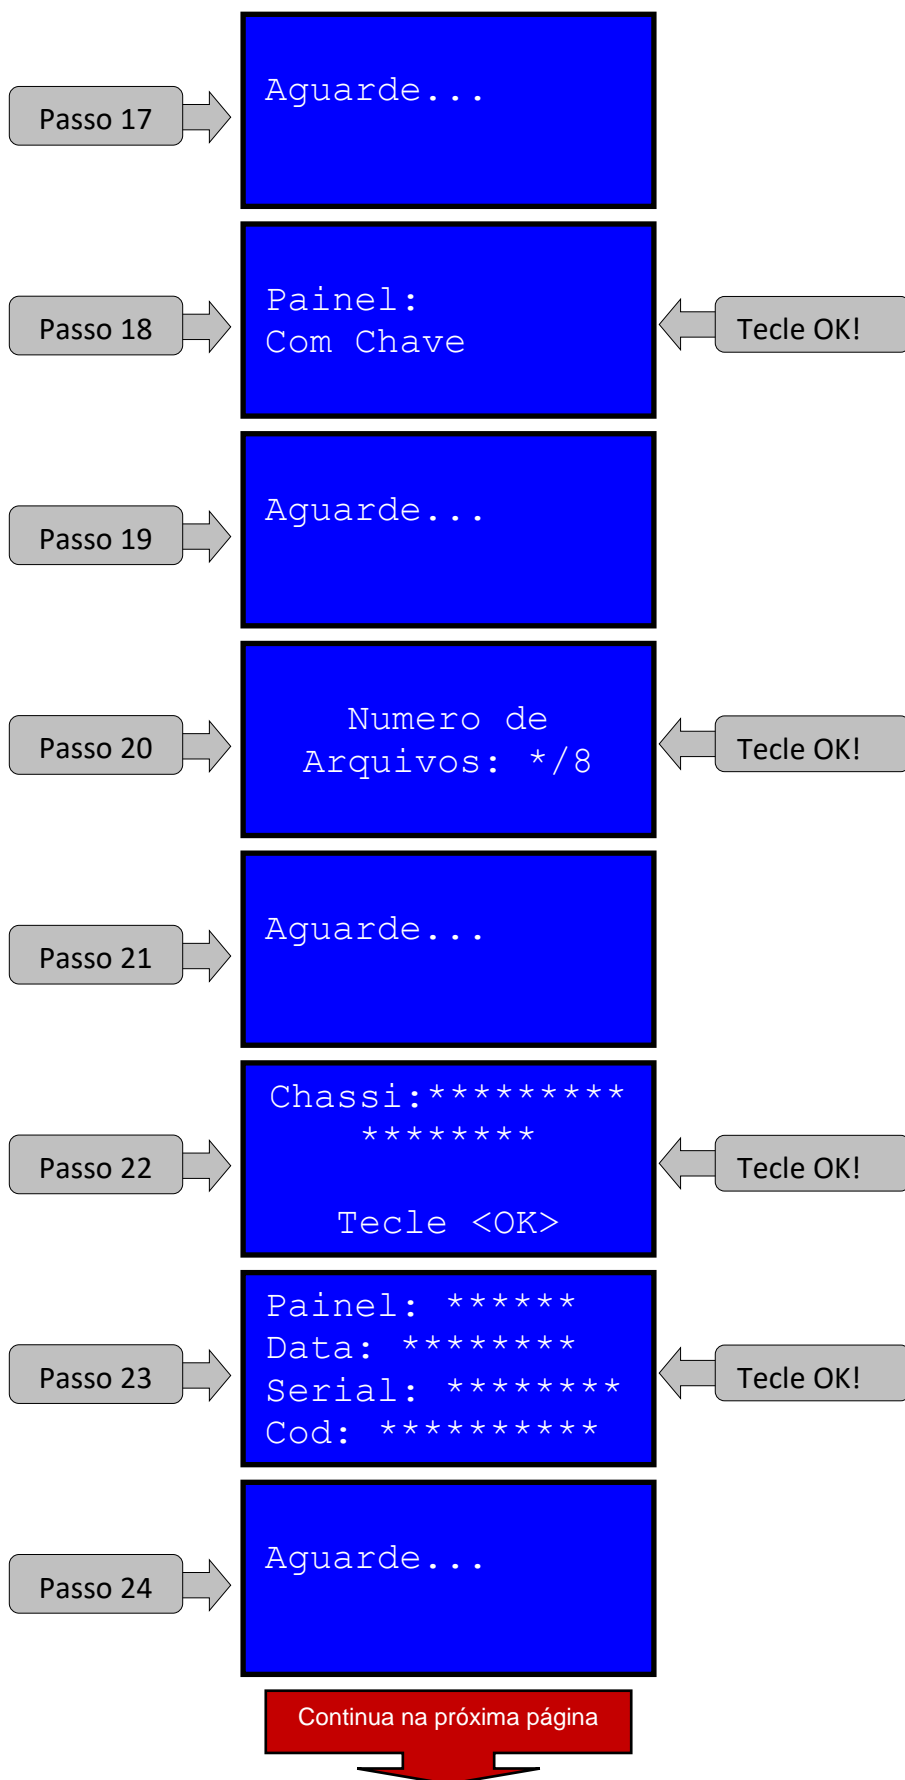 Passo 17
Aguarde...
Passo 18
Painel:
Com Chave
Tecle OK!
Passo 19
Aguarde...
Passo 20
Numero de
Arquivos: */8
Tecle OK!
Passo 21
Aguarde...
Passo 22
Chassi:*********
********
Tecle <OK>
Tecle OK!
Passo 23
Painel: ******
Data: ********
Serial: ********
Cod: **********
Tecle OK!
Passo 24
Aguarde...
Continua na próxima página